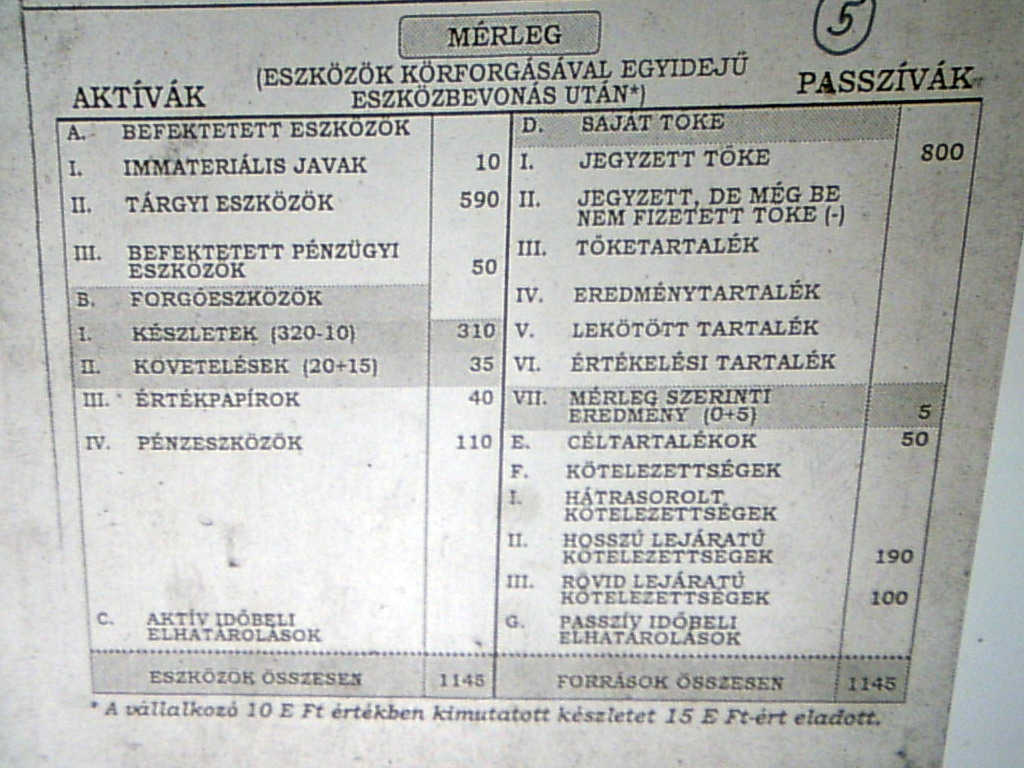 5
MÉRLEG
(ESZKÖZÖK KÖRFORGÁSÁVAL EGYIDEJŰ
ESZKÖZBEVONÁS UTÁN*)
AKTÍVÁK
PASSZÍVÁK
A. BEFEKTETETT ESZKÖZÖK
I. IMMATERIÁLIS JAVAK 10
II. TÁRGYI ESZKÖZÖK 590
III. BEFEKTETETT PÉNZÜGYI
ESZKÖZÖK 50
B. FORGÓESZKÖZÖK
I. KÉSZLETEK (320-10) 310
II. KÖVETELÉSEK (20+15) 35
III. ÉRTÉKPAPÍROK 40
IV. PÉNZESZKÖZÖK 110
C. AKTÍV IDŐBELI
ELHATÁROLÁSOK
ESZKÖZÖK ÖSSZESEN 1145
D. SAJÁT TŐKE
I. JEGYZETT TŐKE 800
II. JEGYZETT, DE MÉG BE
NEM FIZETETT TŐKE (-)
III. TŐKETARTALÉK
IV. EREDMÉNYTARTALÉK
V. LEKÖTÖTT TARTALÉK
VI. ÉRTÉKELÉSI TARTALÉK
VII. MÉRLEG SZERINTI
EREDMÉNY (0+5) 5
E. CÉLTARTALÉKOK 50
F. KÖTELEZETTSÉGEK
I. HÁTRASOROLT
KÖTELEZETTSÉGEK
II. HOSSZÚ LEJÁRATÚ
KÖTELEZETTSÉGEK 190
III. RÖVID LEJÁRATÚ
KÖTELEZETTSÉGEK 100
G. PASSZÍV IDŐBELI
ELHATÁROLÁSOK
FORRÁSOK ÖSSZESEN 1145
* A vállalkozó 10 E Ft értékben kimutatott készletet 15 E Ft-ért eladott.